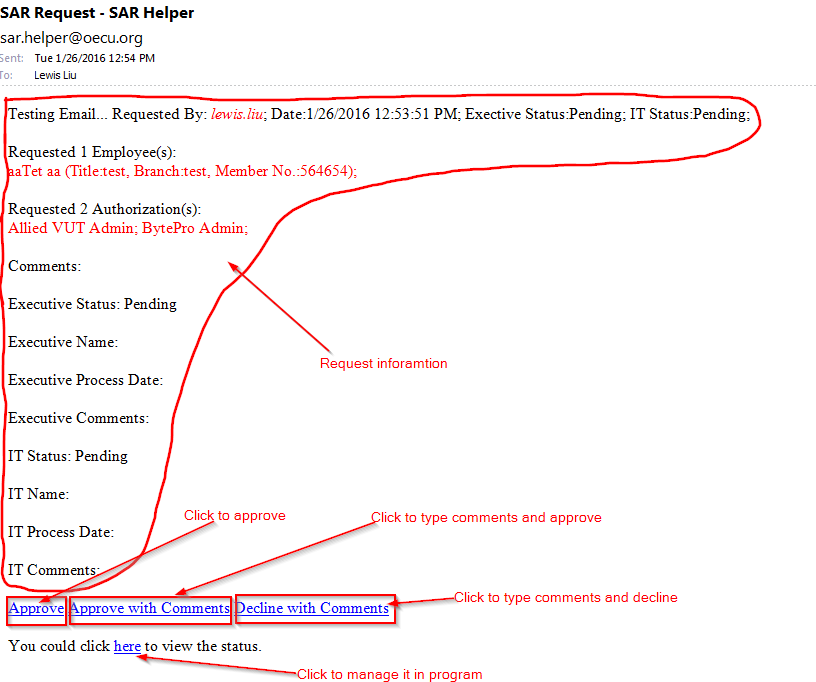 SAR Request - SAR Helper
sar.helper@oecu.org
Sent: Tue 1/26/2016 12:54 PM
To: Lewis Liu
Testing Email... Requested By: lewis.liu; Date:1/26/2016 12:53:51 PM; Exective Status:Pending; IT Status:Pending;
Requested 1 Employee(s):
aaTet aa (Title:test, Branch:test, Member No.:564654);
Requested 2 Authorization(s):
Allied VUT Admin; BytePro Admin;
Comments:
Executive Status: Pending
Executive Name:
Request inforamtion
Executive Process Date:
Executive Comments:
IT Status: Pending
IT Name:
Click to approve
Click to type comments and approve
IT Process Date:
IT Comments:
Click to type comments and decline
Approve Approve with Comments Decline with Comments
You could click here to view the status.
Click to manage it in program